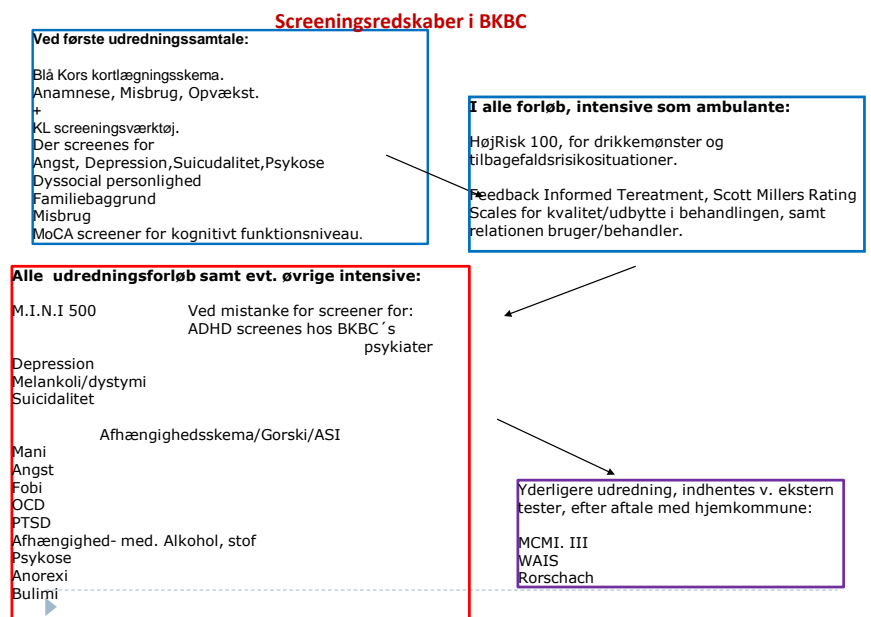 Screeningsredskaber i BKBC
Ved første udredningssamtale:
Blå Kors kortlægningsskema.
Anamnese, Misbrug, Opvækst.
+
KL screeningsværktøj.
Der screenes for
Angst, Depression,Suicudalitet,Psykose
Dyssocial personlighed
Familiebaggrund
Misbrug
MoCA screener for kognitivt funktionsniveau.
I alle forløb, intensive som ambulante:
HøjRisk 100, for drikkemønster og
tilbagefaldsrisikosituationer.
Feedback Informed Tereatment, Scott Millers Rating
Scales for kvalitet/udbytte i behandlingen, samt
relationen bruger/behandler.
Alle udredningsforløb samt evt. øvrige intensive:
M.I.N.I 500 Ved mistanke for screener for:
ADHD screenes hos BKBC´s
psykiater
Depression
Melankoli/dystymi
Suicidalitet
Afhængighedsskema/Gorski/ASI
Mani
Angst
Fobi
OCD
PTSD
Afhængighed- med. Alkohol, stof
Psykose
Anorexi
Bulimi
Yderligere udredning, indhentes v. ekstern
tester, efter aftale med hjemkommune:
MCMI. III
WAIS
Rorschach